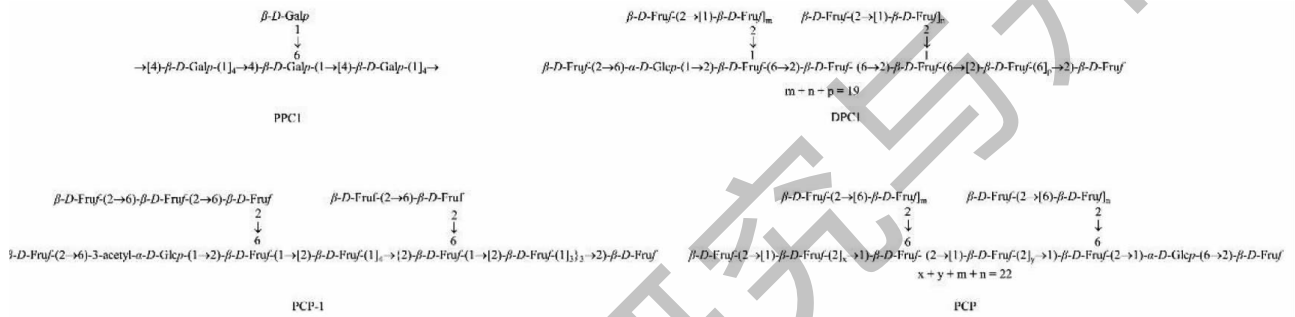 β-D-Galp
1
↓
6
→[4)-β-D-Galp-(1]₄→4)-β-D-Galp-(1→[4)-β-D-Galp-(1]₄→
PPC1
β-D-Fruf-(2→[1)-β-D-Fruf]ₘ β-D-Fruf-(2→[1)-β-D-Fruf]ₙ
2 2
↓ ↓
1 1
β-D-Fruf-(2→6)-α-D-Glcp-(1→2)-β-D-Fruf-(6→2)-β-D-Fruf- (6→2)-β-D-Fruf-(6→[2)-β-D-Fruf-(6]ₚ→2)-β-D-Fruf
m + n + p = 19
DPC1
β-D-Fruf-(2→6)-β-D-Fruf-(2→6)-β-D-Fruf β-D-Fruf-(2→6)-β-D-Fruf
2 2
↓ ↓
6 6
β-D-Fruf-(2→6)-3-acetyl-α-D-Glcp-(1→2)-β-D-Fruf-(1→[2)-β-D-Fruf-(1]₄→{2)-β-D-Fruf-(1→[2)-β-D-Fruf-(1]₃}₃→2)-β-D-Fruf
PCP-1
β-D-Fruf-(2→[6)-β-D-Fruf]ₘ β-D-Fruf-(2→[6)-β-D-Fruf]ₙ
2 2
↓ ↓
6 6
β-D-Fruf-(2→[1)-β-D-Fruf-(2]ₓ→1)-β-D-Fruf- (2→[1)-β-D-Fruf-(2]ᵧ→1)-β-D-Fruf-(2→1)-α-D-Glcp-(6→2)-β-D-Fruf
x + y + m + n = 22
PCP
研究与